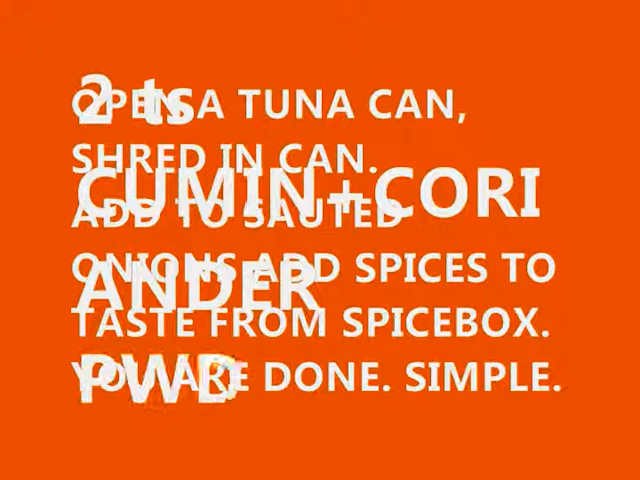 2 ts
CUMIN+CORI
ANDER
PWD
OPEN A TUNA CAN,
SHRED IN CAN.
ADD TO SAUTED
ONIONS ADD SPICES TO
TASTE FROM SPICEBOX.
YOU ARE DONE. SIMPLE.